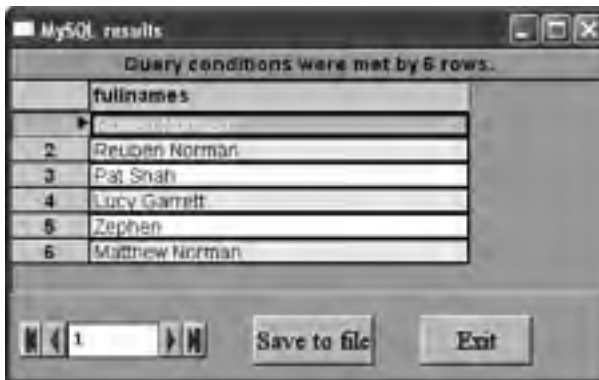 MySQL results
Query conditions were met by 6 rows.
fullnames
2 Reuben Norman
3 Pat Shah
4 Lucy Garrett
5 Zephen
6 Matthew Norman
1
Save to file
Exit